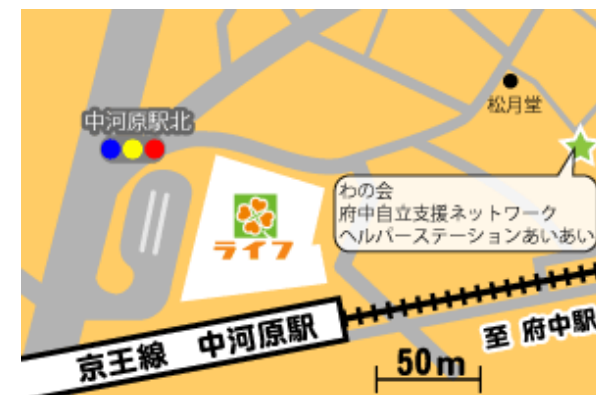 中河原駅北
松月堂
わの会
府中自立支援ネットワーク
ヘルパーステーションあいあい
ライフ
京王線 中河原駅
至 府中駅
50m